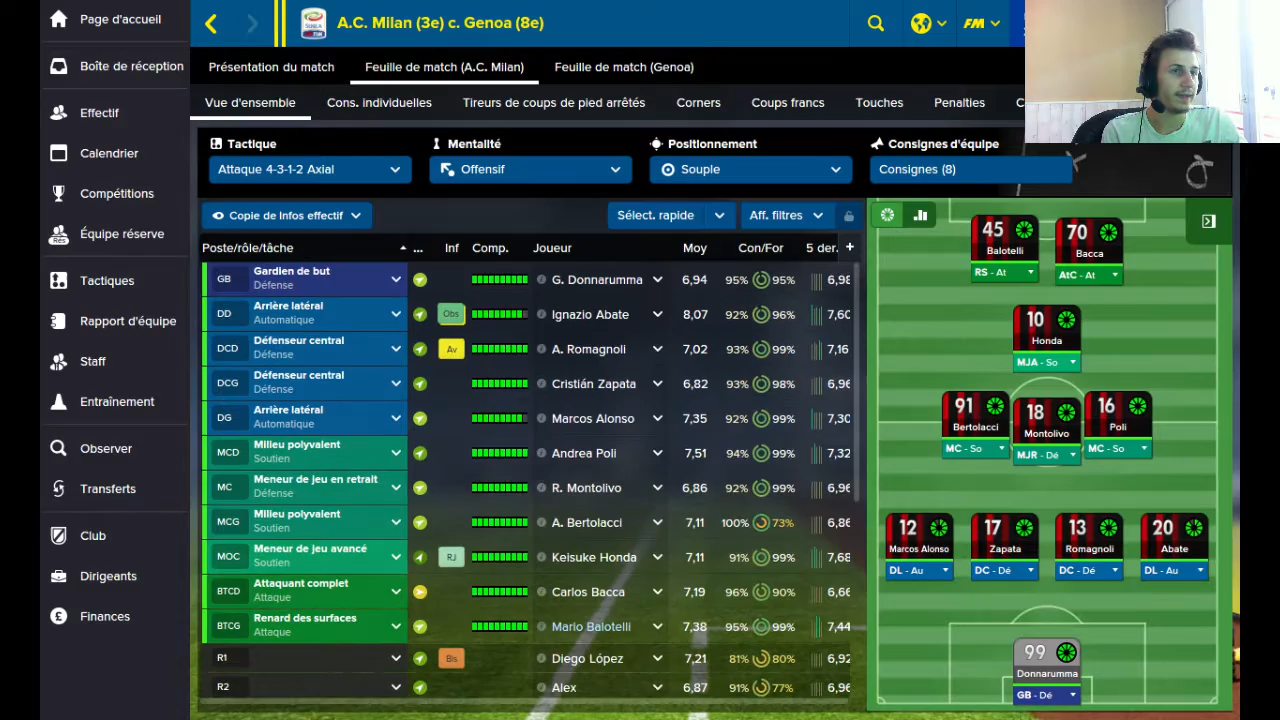 Page d'accueil
Boîte de réception
Effectif
Calendrier
Compétitions
Rés
Équipe réserve
Tactiques
Rapport d'équipe
Staff
Entraînement
Observer
Transferts
Club
Dirigeants
Finances
A.C. Milan (3e) c. Genoa (8e)
FM
Présentation du match
Feuille de match (A.C. Milan)
Feuille de match (Genoa)
Vue d'ensemble
Cons. individuelles
Tireurs de coups de pied arrêtés
Corners
Coups francs
Touches
Penalties
C
Tactique
Mentalité
Positionnement
Consignes d'équipe
Attaque 4-3-1-2 Axial
Offensif
Souple
Consignes (8)
Copie de Infos effectif
Sélect. rapide
Aff. filtres
Poste/rôle/tâche ... Inf Comp. Joueur Moy Con/For 5 der. +
GB Gardien de but Défense G. Donnarumma 6,94 95% 95% 6,98
DD Arrière latéral Automatique Obs Ignazio Abate 8,07 92% 96% 7,60
DCD Défenseur central Défense Av A. Romagnoli 7,02 93% 99% 7,16
DCG Défenseur central Défense Cristián Zapata 6,82 93% 98% 6,96
DG Arrière latéral Automatique Marcos Alonso 7,35 92% 99% 7,30
MCD Milieu polyvalent Soutien Andrea Poli 7,51 94% 99% 7,32
MC Meneur de jeu en retrait Défense R. Montolivo 6,86 92% 99% 6,96
MCG Milieu polyvalent Soutien A. Bertolacci 7,11 100% 73% 6,86
MOC Meneur de jeu avancé Soutien RJ Keisuke Honda 7,11 91% 99% 7,68
BTCD Attaquant complet Attaque Carlos Bacca 7,19 96% 90% 6,66
BTCG Renard des surfaces Attaque Mario Balotelli 7,38 95% 99% 7,44
R1 Bls Diego López 7,21 81% 80% 6,92
R2 Alex 6,87 91% 77% 6,96
45 70
Balotelli Bacca
RS - At AtC - At
10
Honda
MJA - So
91 18 16
Bertolacci Montolivo Poli
MC - So MJR - Dé MC - So
12 17 13 20
Marcos Alonso Zapata Romagnoli Abate
DL - Au DC - Dé DC - Dé DL - Au
99
Donnarumma
GB - Dé